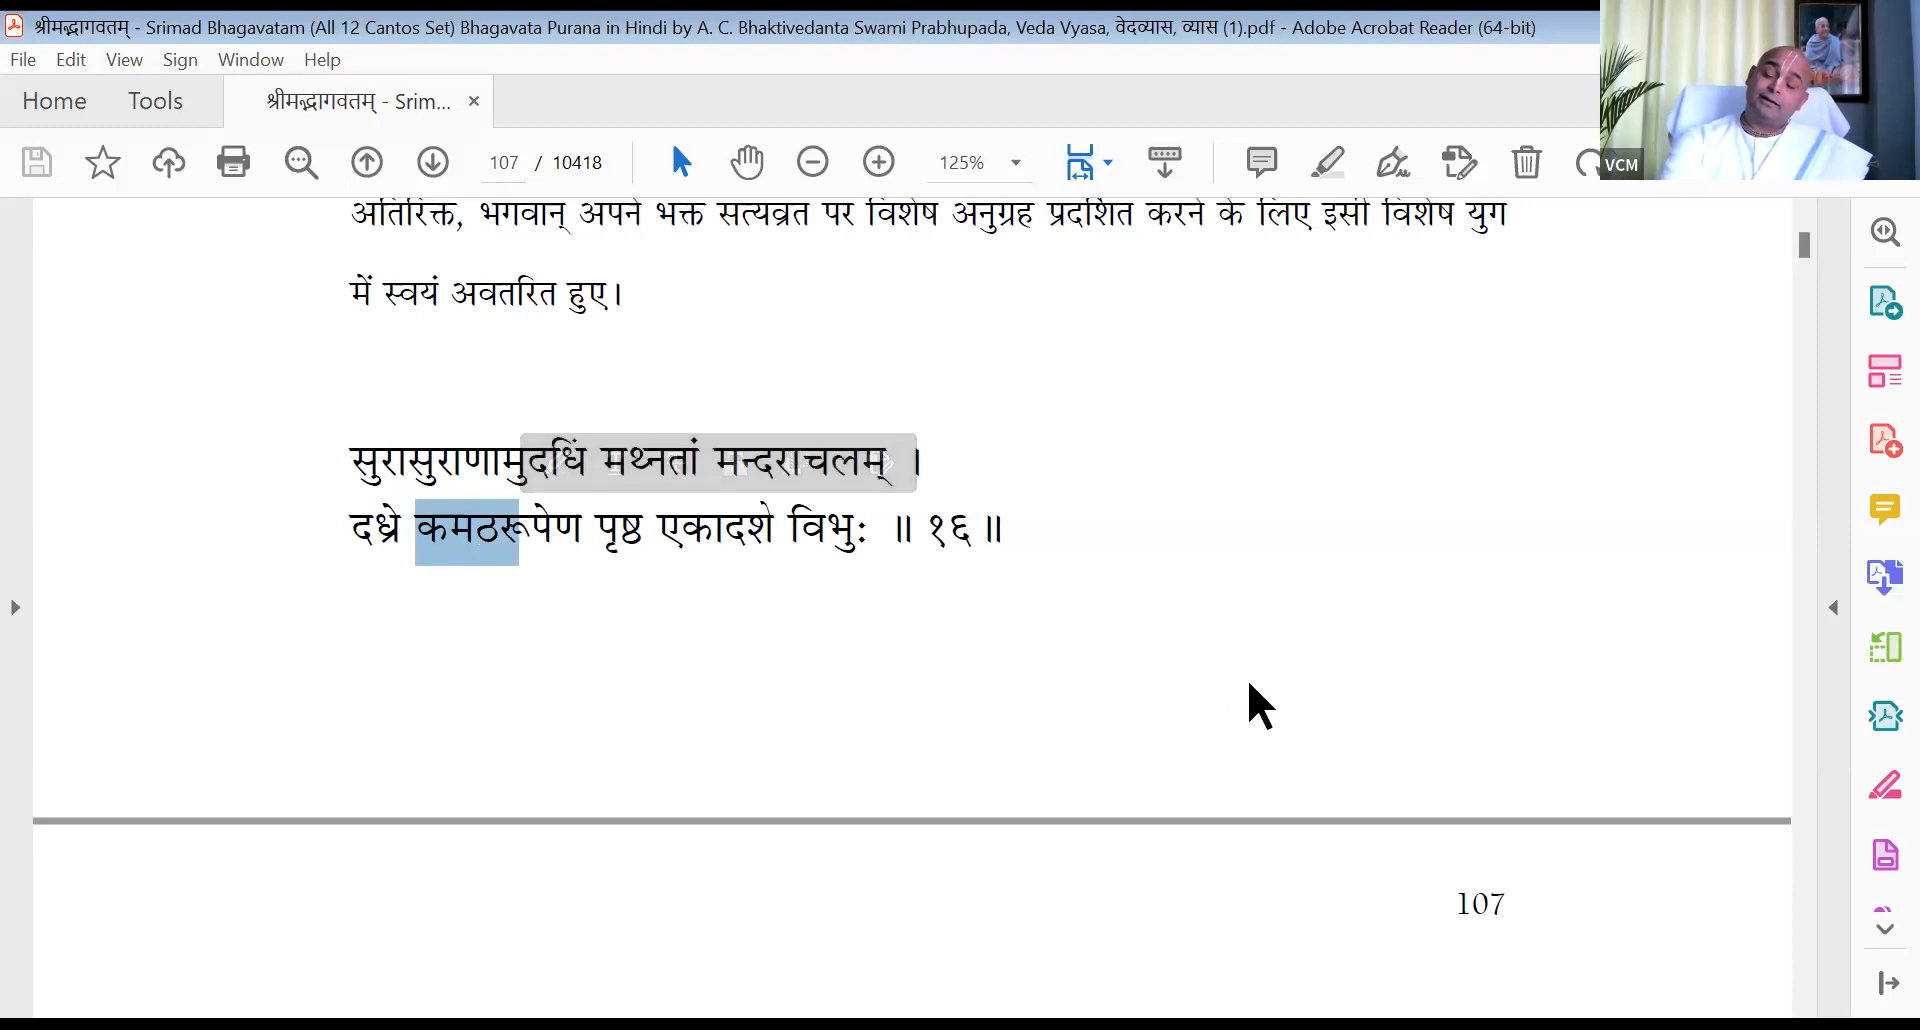 श्रीमद्भागवतम् - Srimad Bhagavatam (All 12 Cantos Set) Bhagavata Purana in Hindi by A. C. Bhaktivedanta Swami Prabhupada, Veda Vyasa, वेदव्यास, व्यास (1).pdf - Adobe Acrobat Reader (64-bit)
File Edit View Sign Window Help
Home Tools श्रीमद्भागवतम् - Srim... ×
107 / 10418 125%
VCM
अतिरिक्त, भगवान् अपने भक्त सत्यव्रत पर विशेष अनुग्रह प्रदर्शित करने के लिए इसी विशेष युग
में स्वयं अवतरित हुए।
सुरासुराणामुदधिं मथ्नतां मन्दराचलम् ।
दध्रे कमठरूपेण पृष्ठ एकादशे विभुः ॥ १६ ॥
107